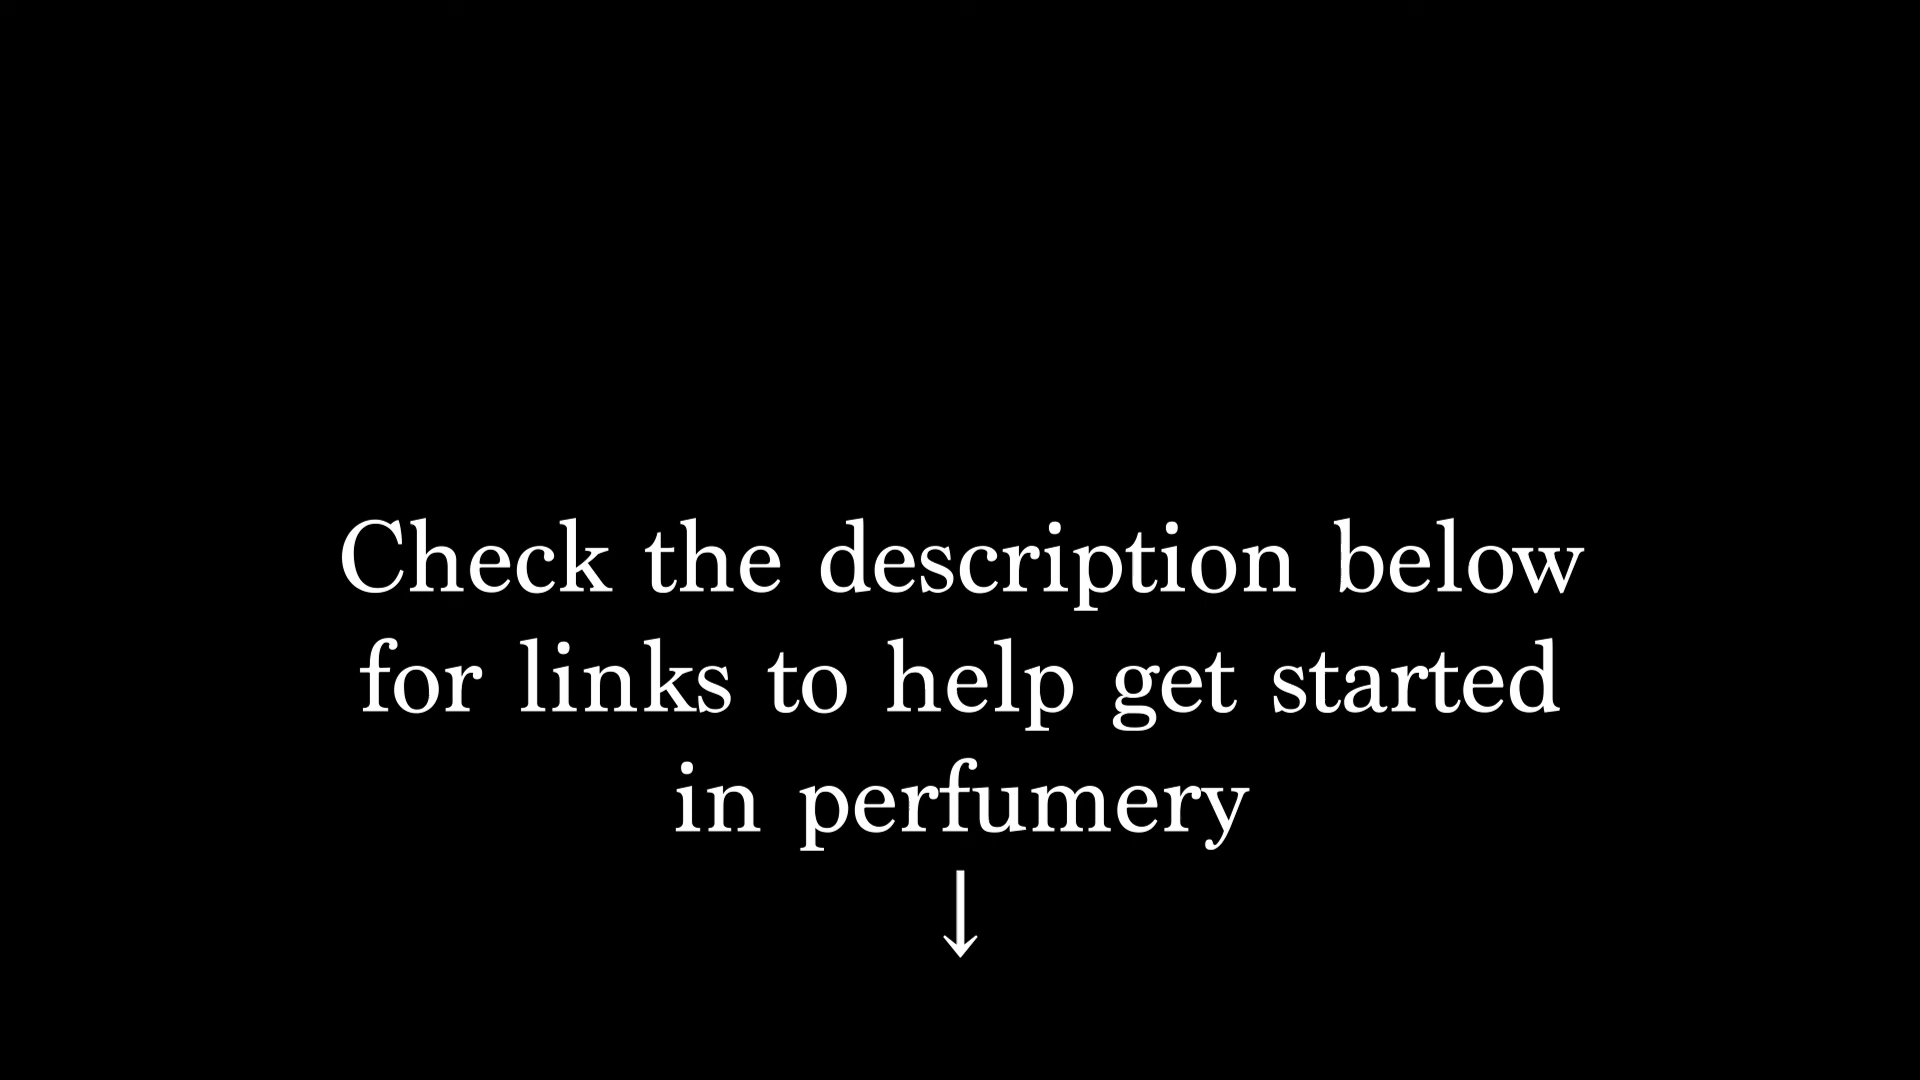 Check the description below
for links to help get started
in perfumery
↓